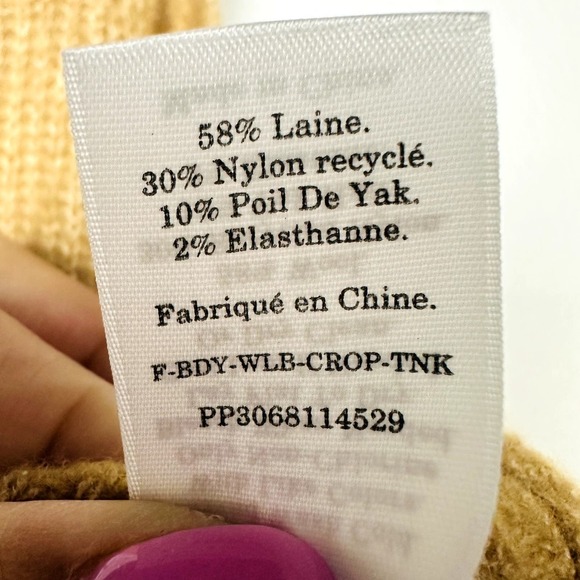 58% Laine.
30% Nylon recyclé.
10% Poil De Yak.
2% Elasthanne.
Fabriqué en Chine.
F-BDY-WLB-CROP-TNK
PP3068114529